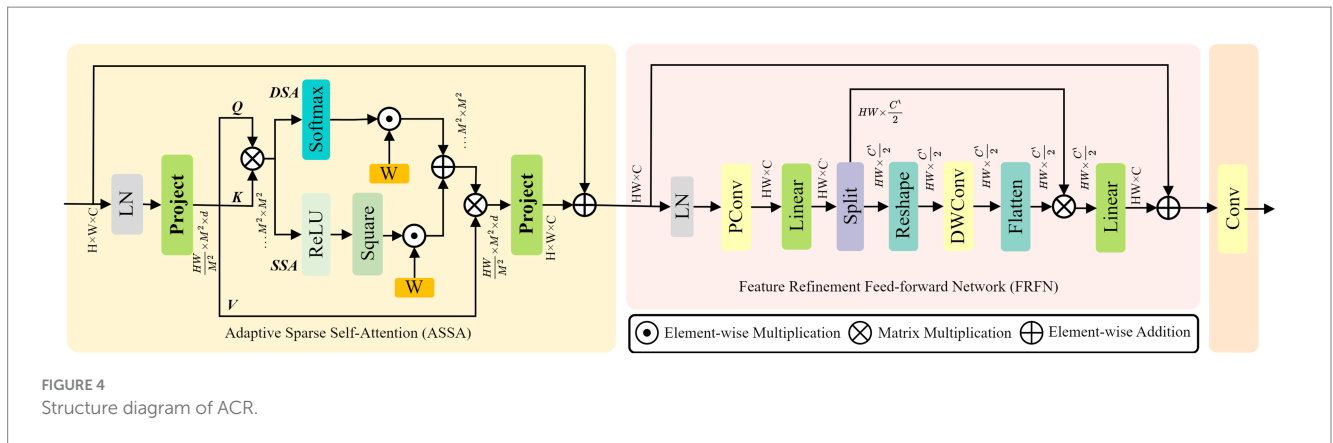 H×W×C
LN
Project
HW/M² ×M²×d
Q
K
V
...M²×M²
DSA
Softmax
W
SSA
ReLU
Square
W
...M²×M²
HW/M² ×M²×d
Project
H×W×C
Adaptive Sparse Self-Attention (ASSA)
HW×C
LN
PConv
HW×C
Linear
HW×C'
Split
HW×C'/2
HW×C'/2
Reshape
HW×C'/2
DWConv
HW×C'/2
Flatten
HW×C'/2
HW×C'/2
Linear
HW×C
Feature Refinement Feed-forward Network (FRFN)
Conv
Element-wise Multiplication Matrix Multiplication Element-wise Addition
FIGURE 4
Structure diagram of ACR.